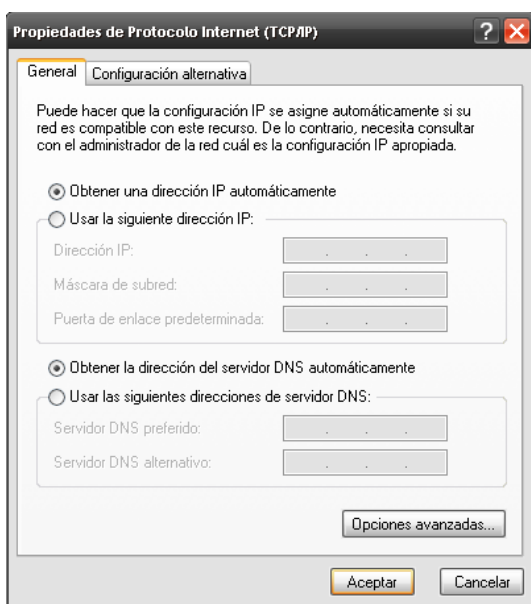 Propiedades de Protocolo Internet (TCP/IP)
General
Configuración alternativa
Puede hacer que la configuración IP se asigne automáticamente si su
red es compatible con este recurso. De lo contrario, necesita consultar
con el administrador de la red cuál es la configuración IP apropiada.
Obtener una dirección IP automáticamente
Usar la siguiente dirección IP:
Dirección IP:
Máscara de subred:
Puerta de enlace predeterminada:
Obtener la dirección del servidor DNS automáticamente
Usar las siguientes direcciones de servidor DNS:
Servidor DNS preferido:
Servidor DNS alternativo:
Opciones avanzadas...
Aceptar
Cancelar